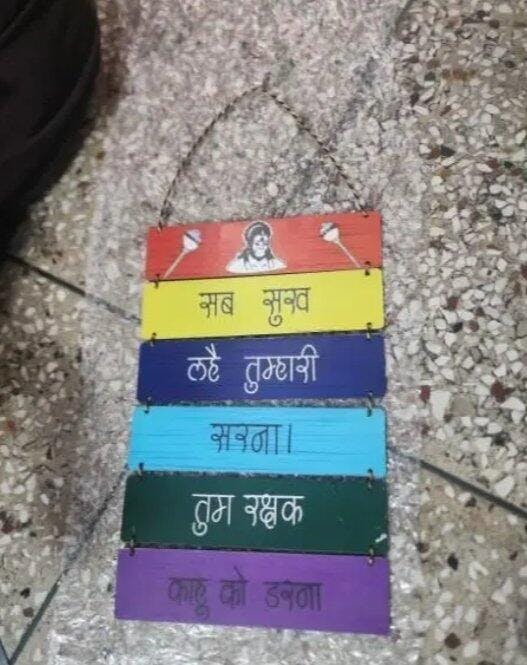 सब सुख
लहै तुम्हारी
सरना।
तुम रक्षक
काहू को डरना